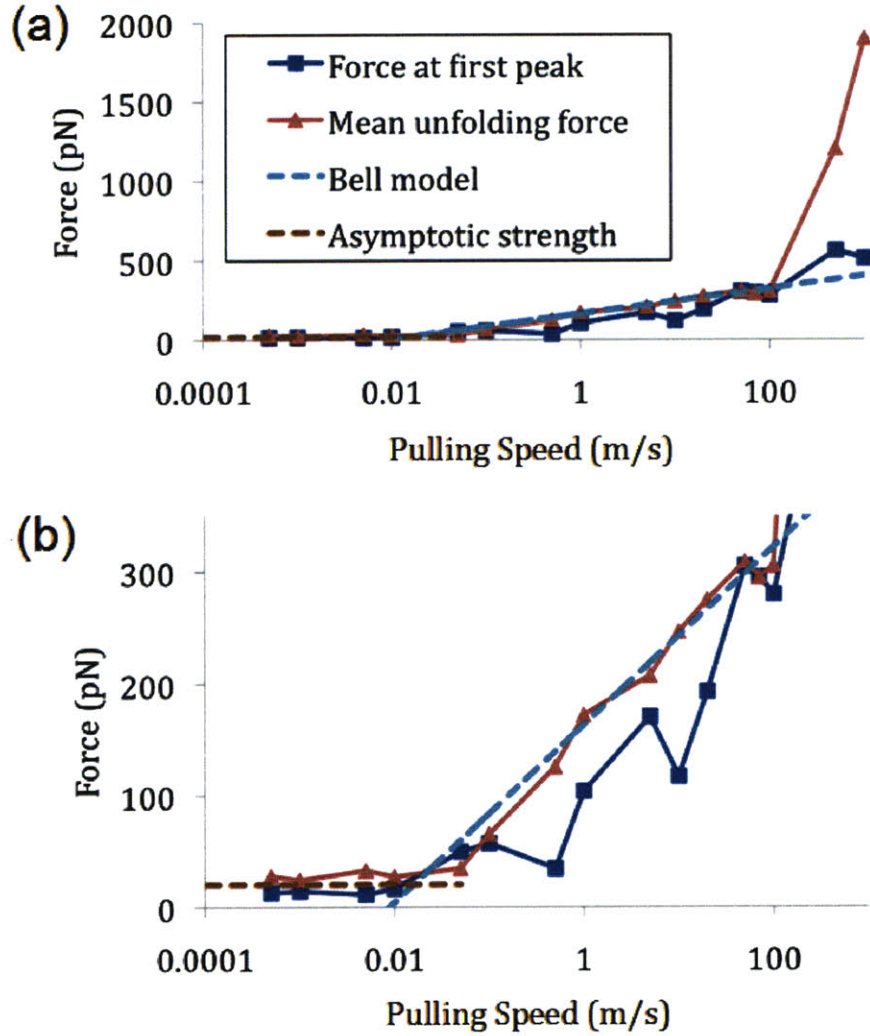 (a)
2000
1500
1000
500
0
Force (pN)
Force at first peak
Mean unfolding force
Bell model
Asymptotic strength
0.0001
0.01
1
100
Pulling Speed (m/s)
(b)
300
200
100
0
Force (pN)
0.0001
0.01
1
100
Pulling Speed (m/s)